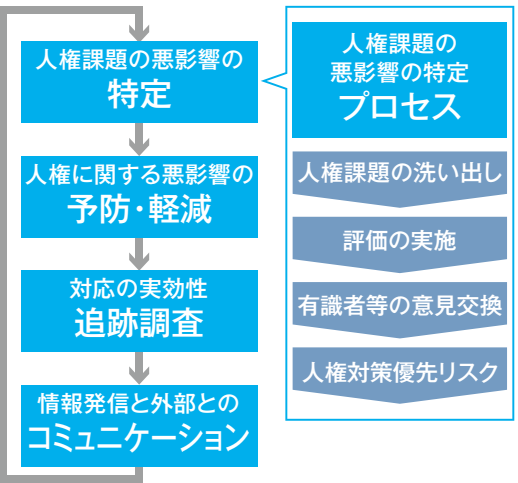 人権課題の悪影響の
特定
人権に関する悪影響の
予防・軽減
対応の実効性
追跡調査
情報発信と外部との
コミュニケーション
人権課題の
悪影響の特定
プロセス
人権課題の洗い出し
評価の実施
有識者等の意見交換
人権対策優先リスク